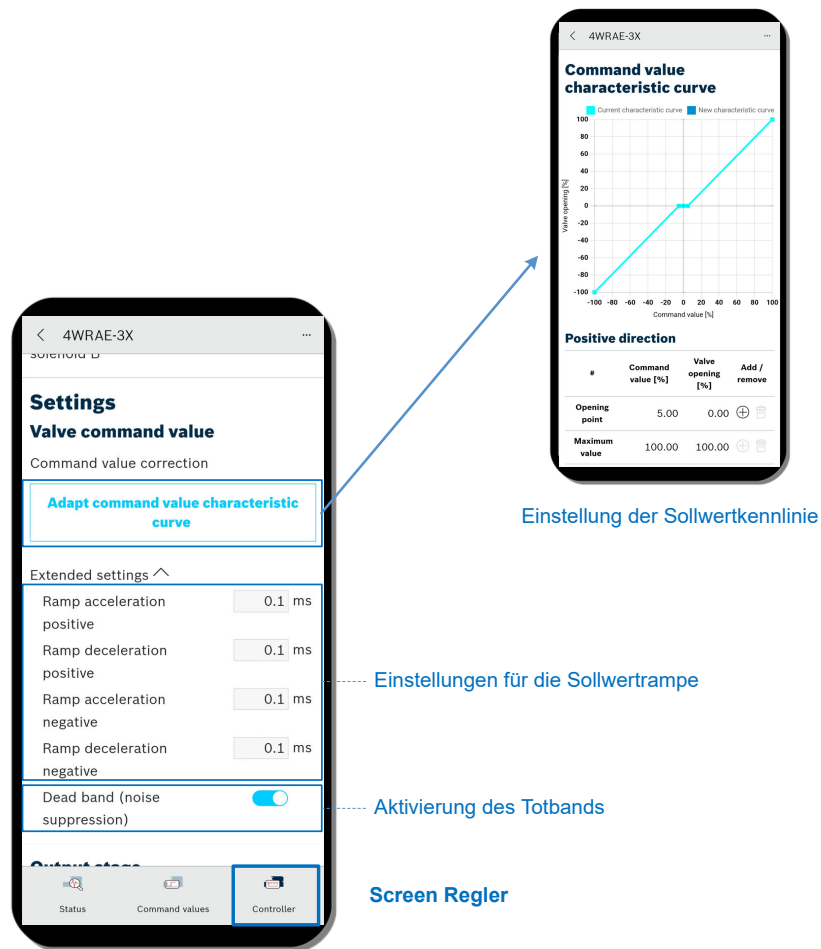 4WRAE-3X
...
Command value
characteristic curve
Current characteristic curve New characteristic curve
100
80
60
40
20
0
-20
-40
-60
-80
-100
Valve opening [%]
-100 -80 -60 -40 -20 0 20 40 60 80 100
Command value [%]
Positive direction
# Command value [%] Valve opening [%] Add / remove
Opening point 5.00 0.00
Maximum value 100.00 100.00
Einstellung der Sollwertkennlinie
4WRAE-3X
...
solenoid B
Settings
Valve command value
Command value correction
Adapt command value characteristic
curve
Extended settings
Ramp acceleration 0.1 ms
positive
Ramp deceleration 0.1 ms
positive
Ramp acceleration 0.1 ms
negative
Ramp deceleration 0.1 ms
negative
Einstellungen für die Sollwertrampe
Dead band (noise
suppression)
Aktivierung des Totbands
Output stage
Status Command values Controller
Screen Regler